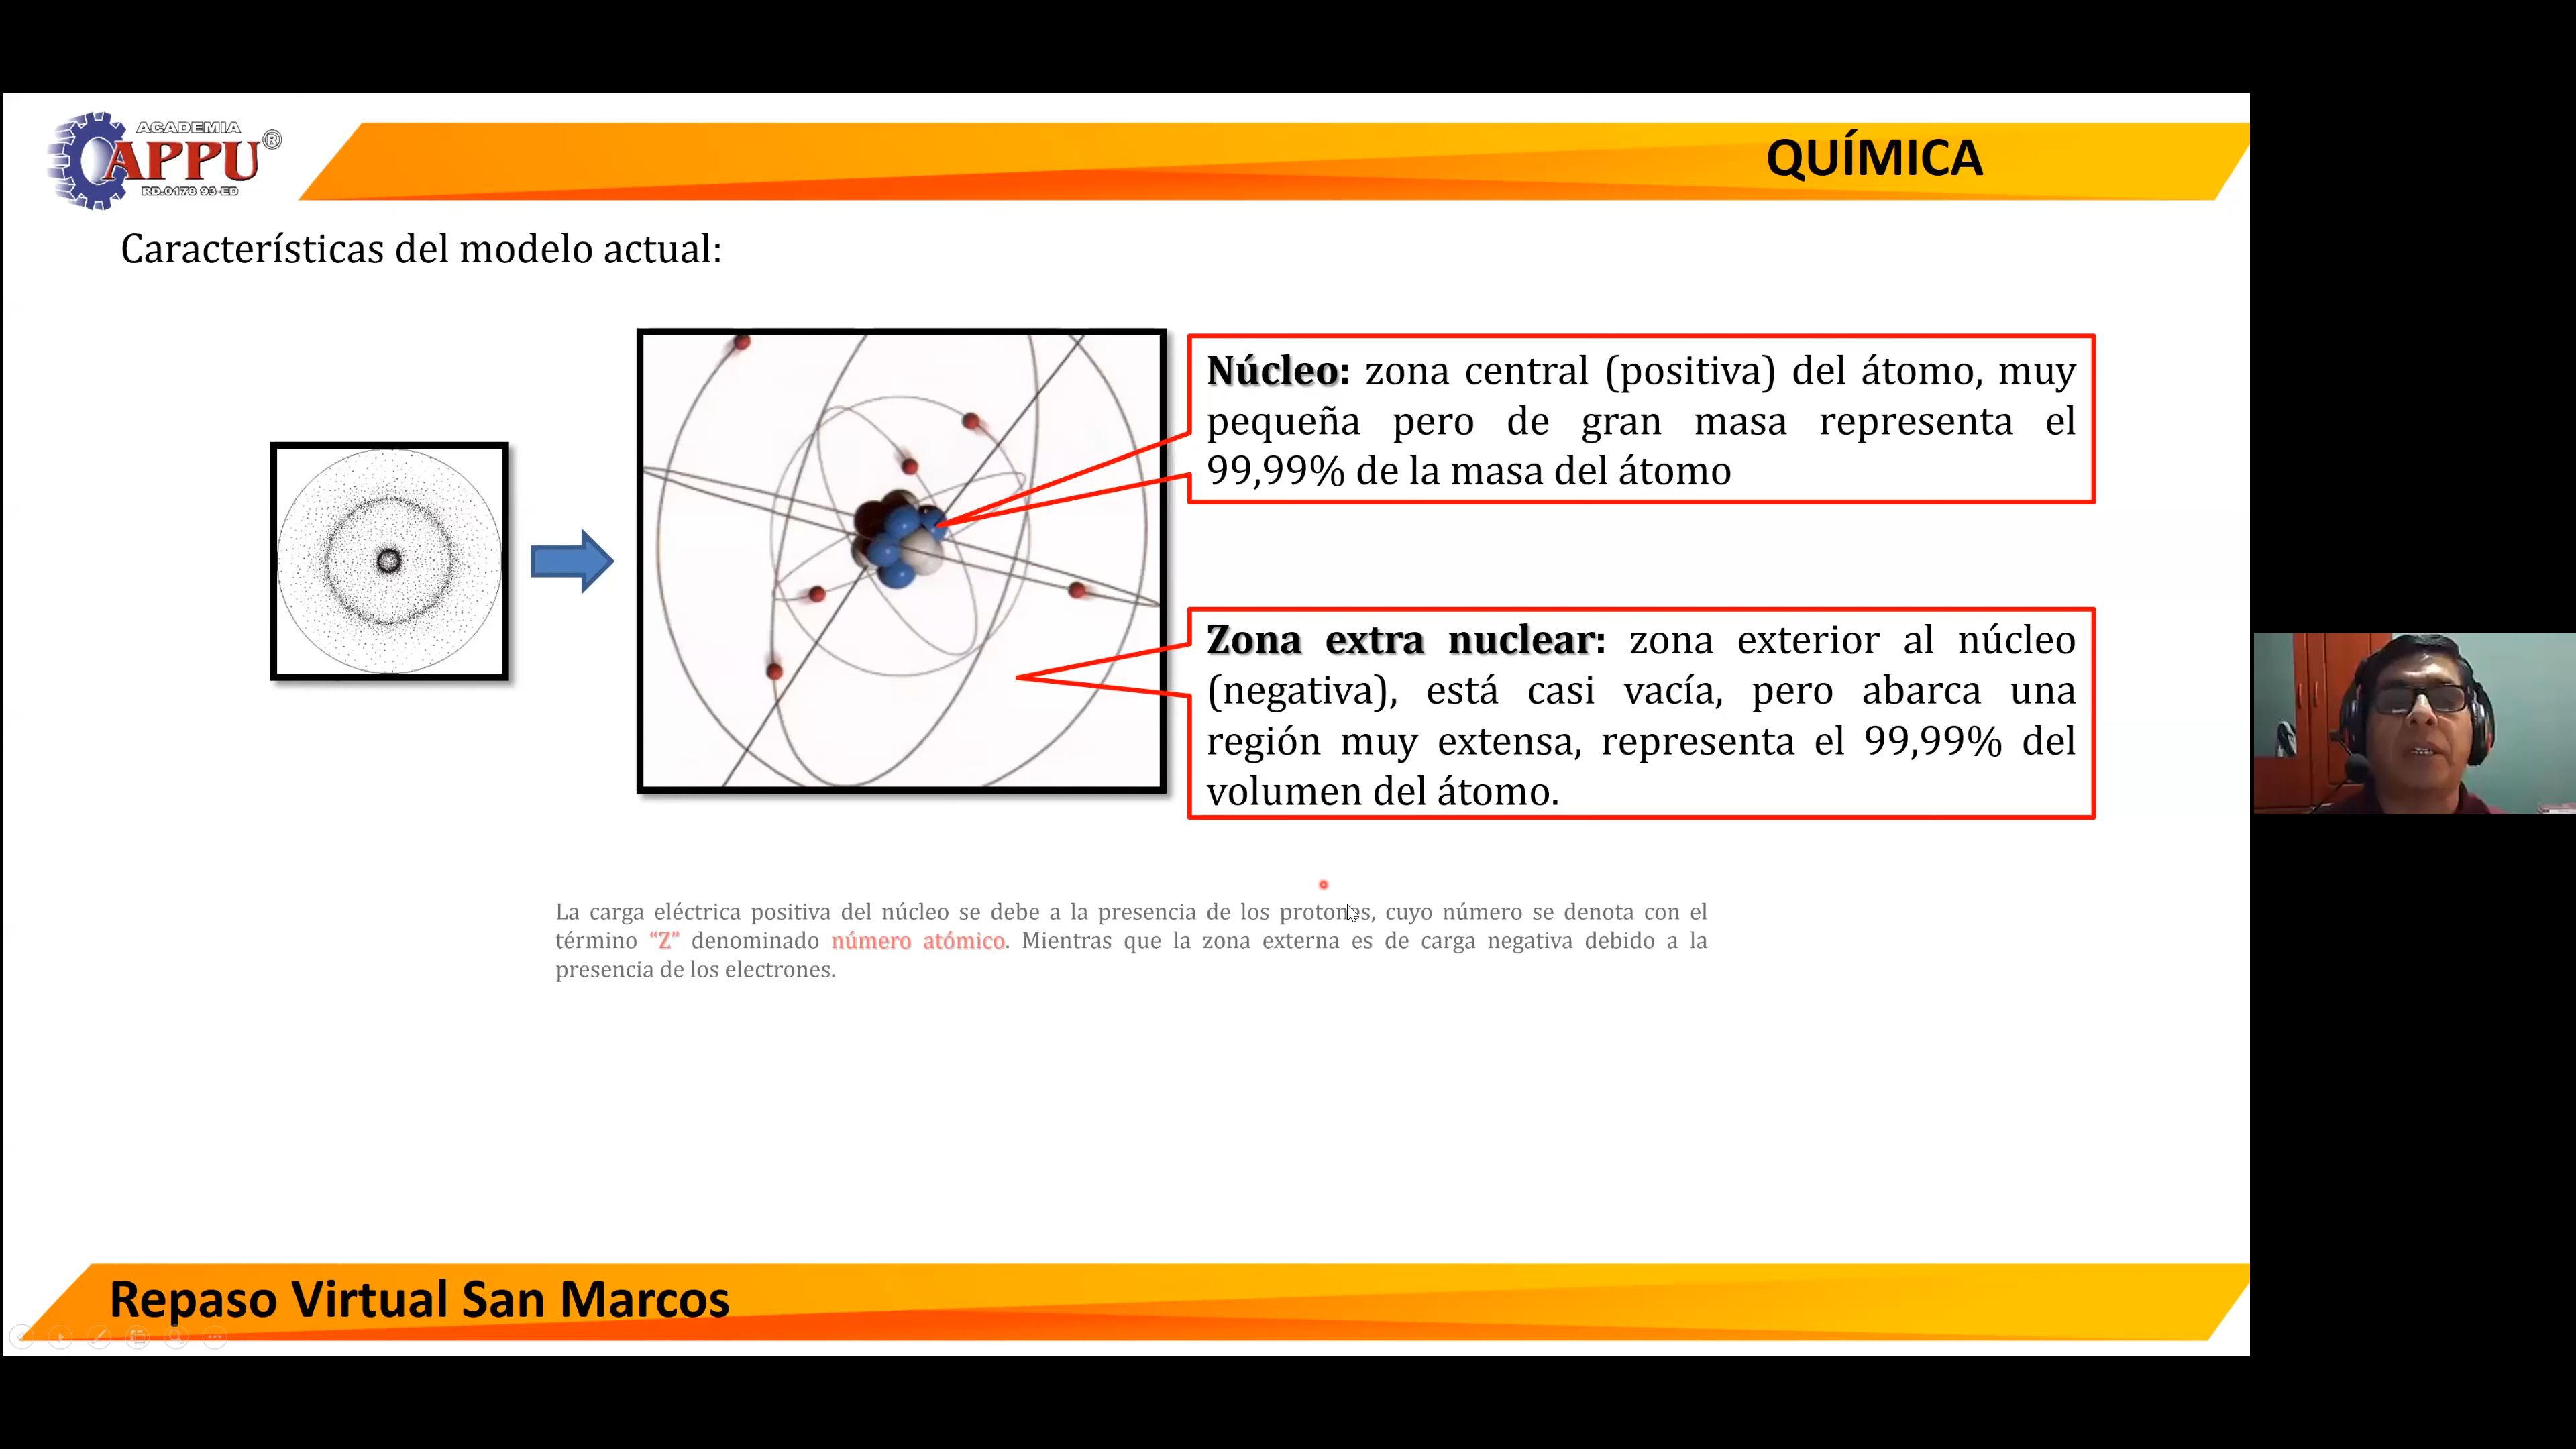 ACADEMIA
APPU®
RD.0178 93-ED
QUÍMICA
Características del modelo actual:
Núcleo: zona central (positiva) del átomo, muy
pequeña pero de gran masa representa el
99,99% de la masa del átomo
Zona extra nuclear: zona exterior al núcleo
(negativa), está casi vacía, pero abarca una
región muy extensa, representa el 99,99% del
volumen del átomo.
La carga eléctrica positiva del núcleo se debe a la presencia de los protones, cuyo número se denota con el
término “Z” denominado número atómico. Mientras que la zona externa es de carga negativa debido a la
presencia de los electrones.
Repaso Virtual San Marcos